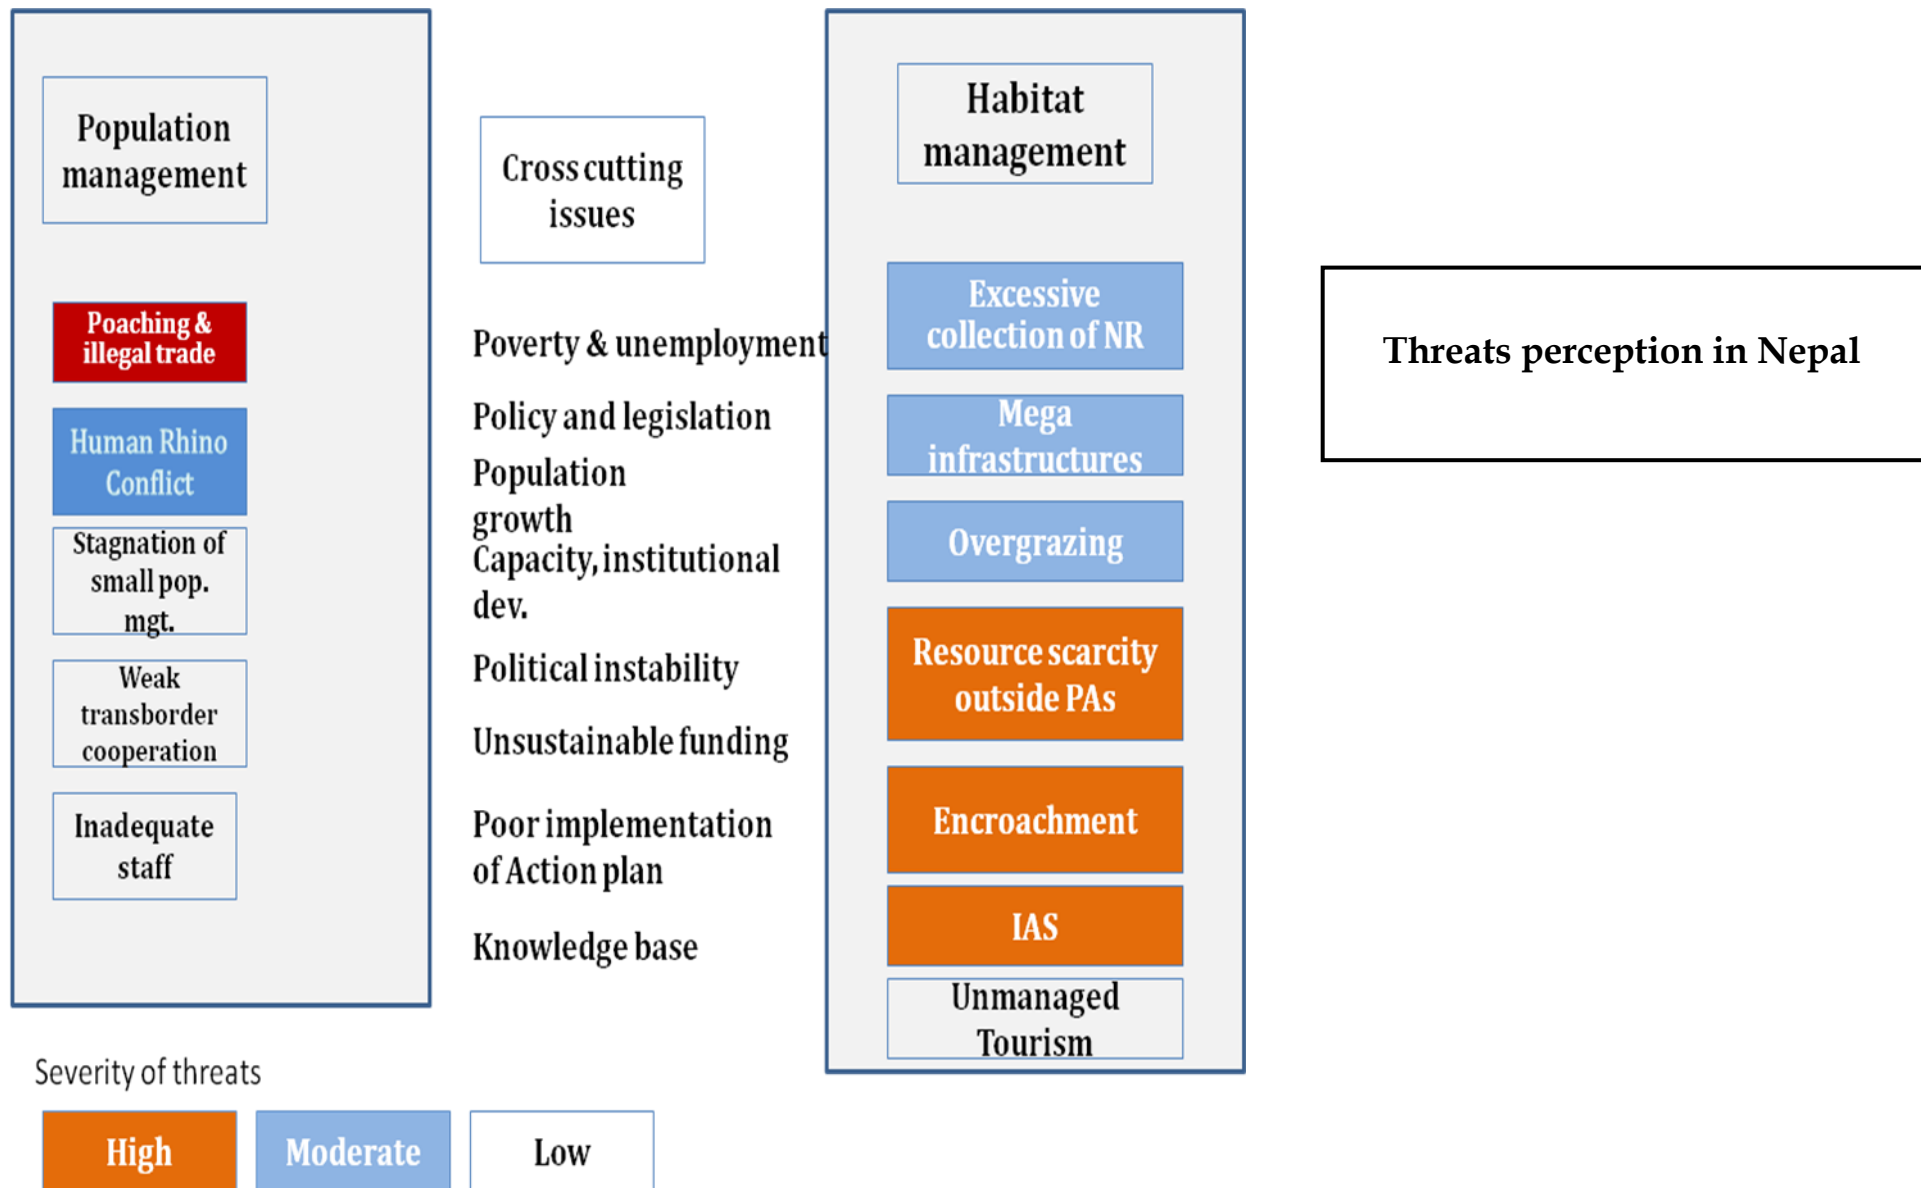 Population
management
Poaching &
illegal trade
Human Rhino
Conflict
Stagnation of
small pop.
mgt.
Weak
transborder
cooperation
Inadequate
staff
Cross cutting
issues
Poverty & unemployment
Policy and legislation
Population
growth
Capacity, institutional
dev.
Political instability
Unsustainable funding
Poor implementation
of Action plan
Knowledge base
Habitat
management
Excessive
collection of NR
Mega
infrastructures
Overgrazing
Resource scarcity
outside PAs
Encroachment
IAS
Unmanaged
Tourism
Threats perception in Nepal
Severity of threats
High
Moderate
Low